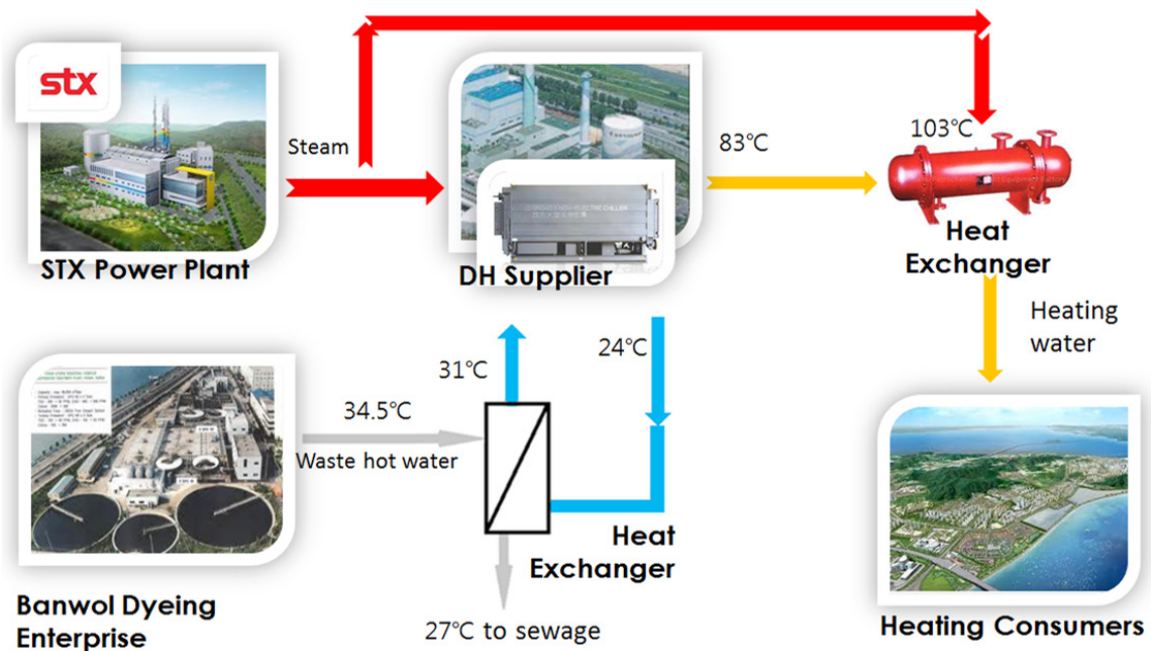 stx
Steam
STX Power Plant
DH Supplier
83℃
103℃
Heat
Exchanger
Heating
water
31℃
24℃
34.5℃
Waste hot water
Heat
Exchanger
Banwol Dyeing
Enterprise
27℃ to sewage
Heating Consumers